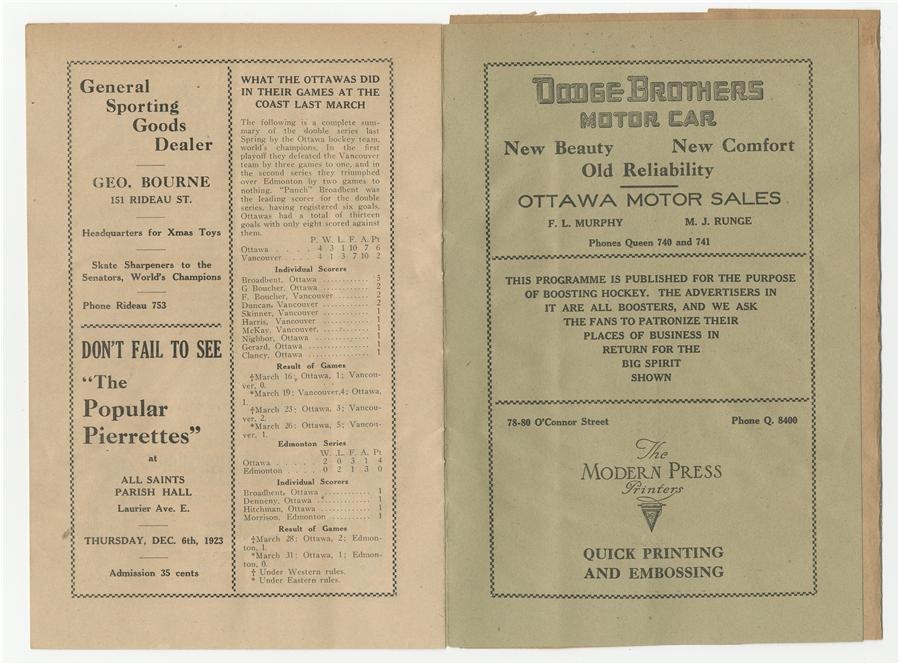 General
Sporting
Goods
Dealer
GEO. BOURNE
151 RIDEAU ST.
Headquarters for Xmas Toys
Skate Sharpeners to the
Senators, World's Champions
Phone Rideau 753
DON'T FAIL TO SEE
"The
Popular
Pierrettes"
at
ALL SAINTS
PARISH HALL
Laurier Ave. E.
THURSDAY, DEC. 6th, 1923
Admission 35 cents
WHAT THE OTTAWAS DID
IN THEIR GAMES AT THE
COAST LAST MARCH
The following is a complete sum-
mary of the double series last
Spring by the Ottawa hockey team,
world's champions. In the first
playoff they defeated the Vancouver
team by three games to one, and in
the second series they triumphed
over Edmonton by two games to
nothing. "Punch" Broadbent was
the leading scorer for the double
series, having registered six goals.
Ottawas had a total of thirteen
goals with only eight scored against
them.
P. W. L. F. A. Pt
Ottawa . . . . . 4 3 1 10 7 6
Vancouver . . . . 4 1 3 7 10 2
Individual Scorers
Broadbent, Ottawa ........... 5
G Boucher, Ottawa ........... 2
F. Boucher, Vancouver ........ 2
Duncan, Vancouver ........... 2
Skinner, Vancouver ........... 1
Harris, Vancouver ........... 1
McKay, Vancouver, ........... 1
Nighbor, Ottawa ........... 1
Gerard, Ottawa ........... 1
Clancy, Ottawa ........... 1
Result of Games
†March 16; Ottawa, 1; Vancou-
ver, 0.
*March 19: Vancouver,4; Ottawa,
1.
†March 23; Ottawa, 3; Vancou-
ver, 2.
*March 26: Ottawa, 5; Vancou-
ver, 1.
Edmonton Series
W. L. F. A. Pt
Ottawa . . . . . 2 0 3 1 4
Edmonton . . . . 0 2 1 3 0
Individual Scorers
Broadbent, Ottawa ........... 1
Denneny, Ottawa ........... 1
Hitchman, Ottawa ........... 1
Morrison, Edmonton ........... 1
Result of Games
†March 28; Ottawa, 2; Edmon-
ton, 1.
*March 31: Ottawa, 1; Edmon-
ton, 0.
† Under Western rules.
* Under Eastern rules.
DODGE BROTHERS
MOTOR CAR
New Beauty New Comfort
Old Reliability
OTTAWA MOTOR SALES
F. L. MURPHY M. J. RUNGE
Phones Queen 740 and 741
THIS PROGRAMME IS PUBLISHED FOR THE PURPOSE
OF BOOSTING HOCKEY. THE ADVERTISERS IN
IT ARE ALL BOOSTERS, AND WE ASK
THE FANS TO PATRONIZE THEIR
PLACES OF BUSINESS IN
RETURN FOR THE
BIG SPIRIT
SHOWN
78-80 O'Connor Street Phone Q. 8400
The
MODERN PRESS
Printers
QUICK PRINTING
AND EMBOSSING